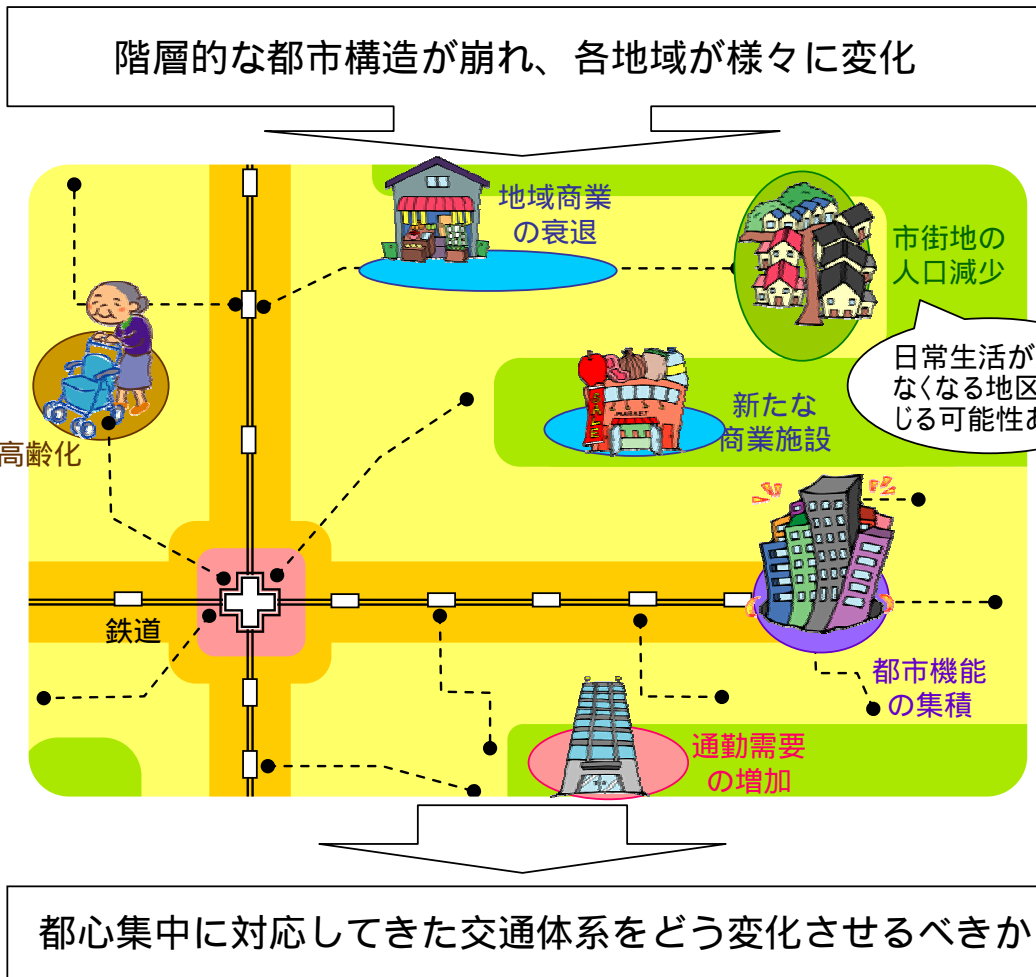 階層的な都市構造が崩れ、各地域が様々に変化
地域商業
の衰退
市街地の
人口減少
日常生活が
なくなる地区
じる可能性あ
新たな
商業施設
SALE
MARKET
高齢化
鉄道
都市機能
の集積
通勤需要
の増加
都心集中に対応してきた交通体系をどう変化させるべきか